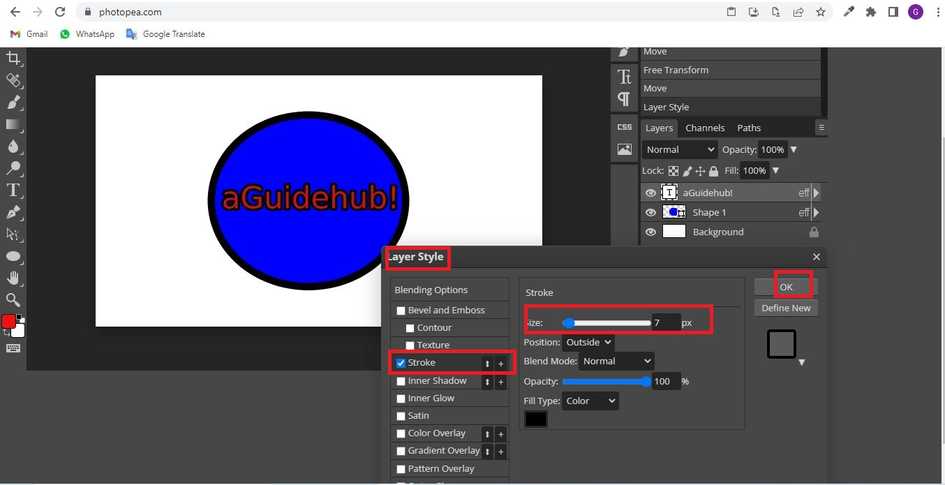 photopea.com
G
Gmail WhatsApp Google Translate
Move
Free Transform
Move
Layer Style
CSS
Layers Channels Paths
Normal Opacity: 100%
Lock: Fill: 100%
T aGuidehub! eff
Shape 1 eff
Background
aGuidehub!
Layer Style
Blending Options
Bevel and Emboss
Contour
Texture
Stroke +
Inner Shadow +
Inner Glow
Satin
Color Overlay +
Gradient Overlay +
Pattern Overlay
Stroke
Size: 7 px
Position: Outside
Blend Mode: Normal
Opacity: 100 %
Fill Type: Color
OK
Define New